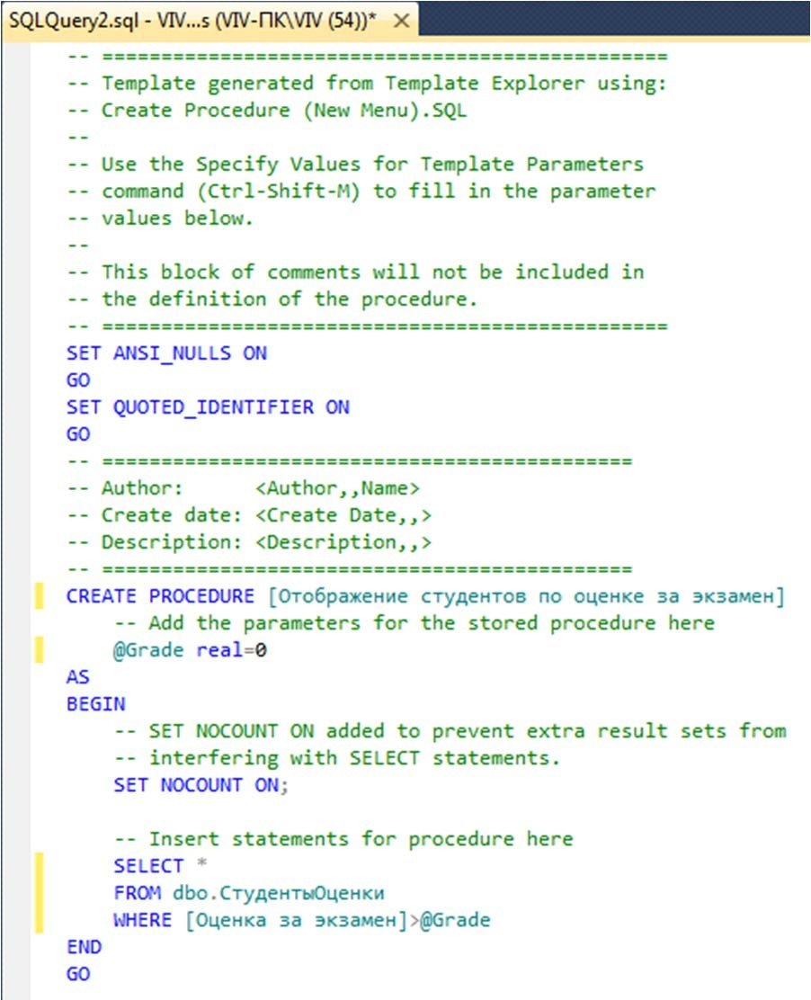 SQLQuery2.sql - VIV...s (VIV-ПК\VIV (54))* ×
-- ================================================
-- Template generated from Template Explorer using:
-- Create Procedure (New Menu).SQL
--
-- Use the Specify Values for Template Parameters
-- command (Ctrl-Shift-M) to fill in the parameter
-- values below.
--
-- This block of comments will not be included in
-- the definition of the procedure.
-- ================================================
SET ANSI_NULLS ON
GO
SET QUOTED_IDENTIFIER ON
GO
-- =============================================
-- Author:      <Author,,Name>
-- Create date: <Create Date,,>
-- Description: <Description,,>
-- =============================================
CREATE PROCEDURE [Отображение студентов по оценке за экзамен]
    -- Add the parameters for the stored procedure here
    @Grade real=0
AS
BEGIN
    -- SET NOCOUNT ON added to prevent extra result sets from
    -- interfering with SELECT statements.
    SET NOCOUNT ON;

    -- Insert statements for procedure here
    SELECT *
    FROM dbo.СтудентыОценки
    WHERE [Оценка за экзамен]>@Grade
END
GO